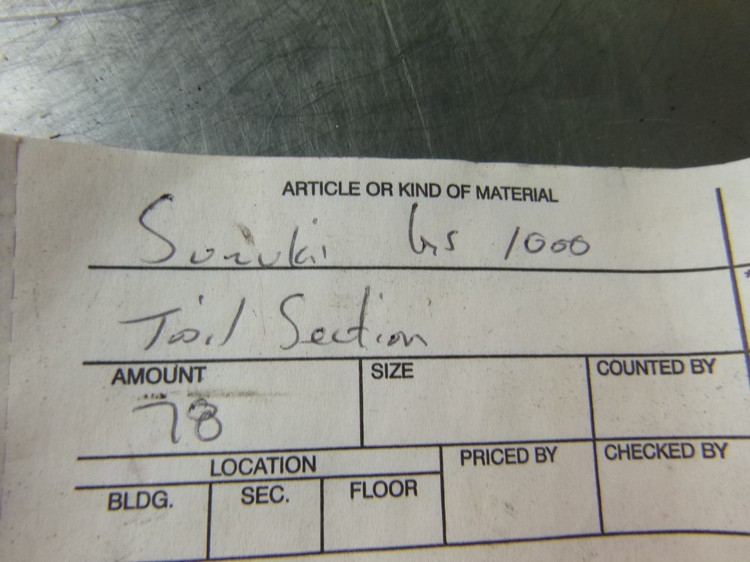 ARTICLE OR KIND OF MATERIAL
Suzuki Gs 1000
Tail Section
AMOUNT SIZE COUNTED BY
78
LOCATION PRICED BY CHECKED BY
BLDG. SEC. FLOOR